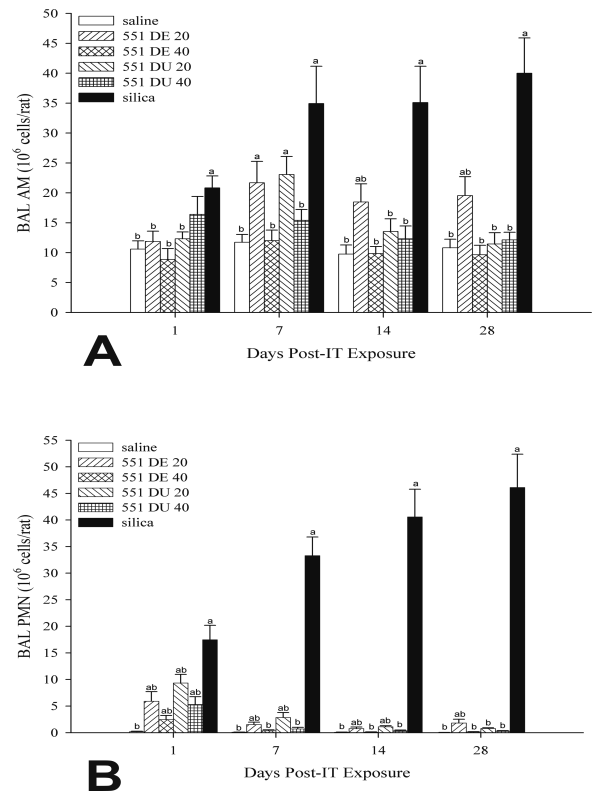 50
45
40
35
30
25
20
15
10
5
0
BAL AM (10⁶ cells/rat)
saline
551 DE 20
551 DE 40
551 DU 20
551 DU 40
silica
b b b b a
a b a b a
b ab b b b a
b ab b b b a
1 7 14 28
Days Post-IT Exposure
A
55
50
45
40
35
30
25
20
15
10
5
0
BAL PMN (10⁶ cells/rat)
saline
551 DE 20
551 DE 40
551 DU 20
551 DU 40
silica
b ab ab ab ab a
b ab b ab b a
b ab b ab b a
b ab b b b a
1 7 14 28
Days Post-IT Exposure
B